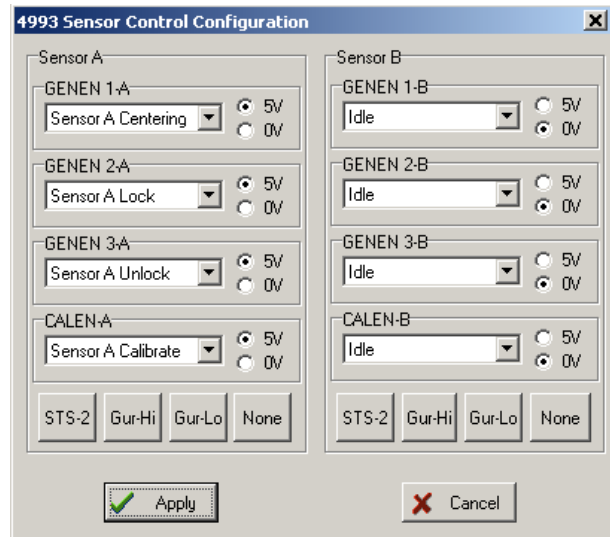 4993 Sensor Control Configuration
Sensor A
GENEN 1-A
Sensor A Centering
5V
0V
GENEN 2-A
Sensor A Lock
5V
0V
GENEN 3-A
Sensor A Unlock
5V
0V
CALEN-A
Sensor A Calibrate
5V
0V
STS-2 Gur-Hi Gur-Lo None
Sensor B
GENEN 1-B
Idle
5V
0V
GENEN 2-B
Idle
5V
0V
GENEN 3-B
Idle
5V
0V
CALEN-B
Idle
5V
0V
STS-2 Gur-Hi Gur-Lo None
Apply
Cancel